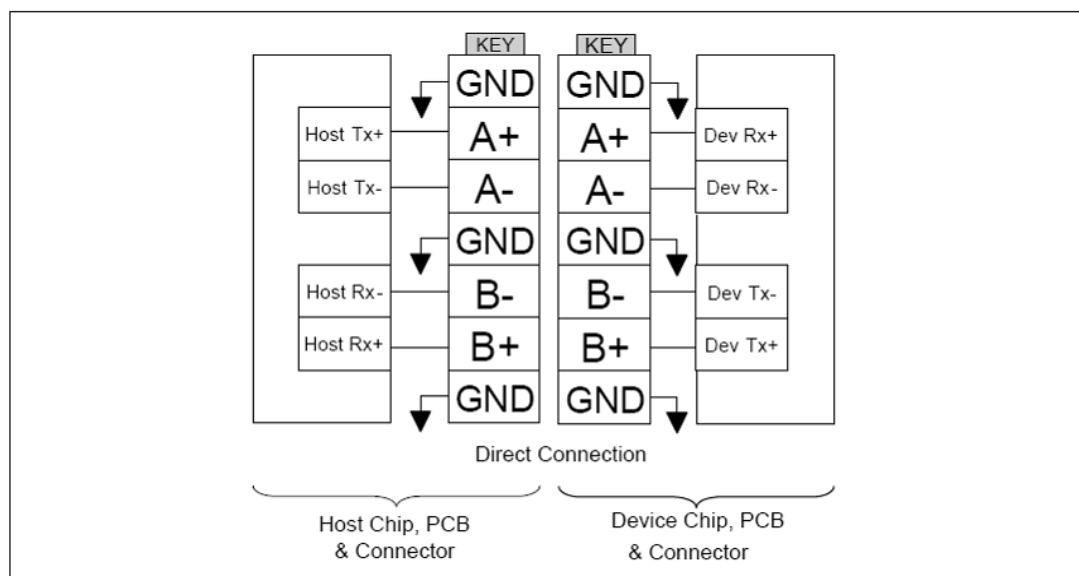 KEY KEY
GND GND
Host Tx+ A+ A+ Dev Rx+
Host Tx- A- A- Dev Rx-
GND GND
Host Rx- B- B- Dev Tx-
Host Rx+ B+ B+ Dev Tx+
GND GND
Direct Connection
Host Chip, PCB
& Connector
Device Chip, PCB
& Connector